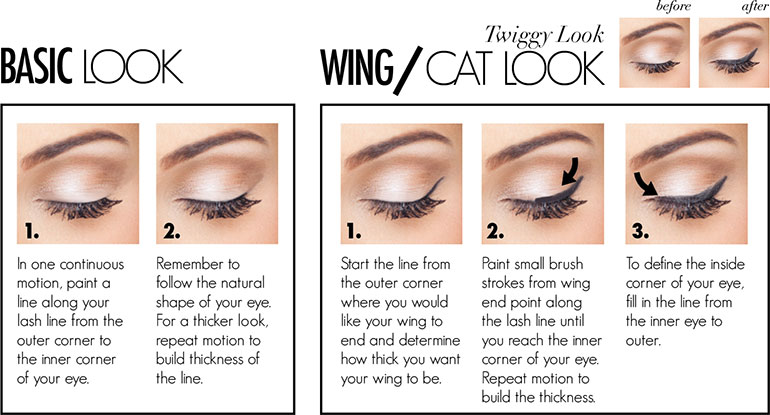 BASIC LOOK
1.
In one continuous
motion, paint a
line along your
lash line from the
outer corner to
the inner corner
of your eye.
2.
Remember to
follow the natural
shape of your eye.
For a thicker look,
repeat motion to
build thickness of
the line.
Twiggy Look
WING/CAT LOOK
before
after
1.
Start the line from
the outer corner
where you would
like your wing to
end and determine
how thick you want
your wing to be.
2.
Paint small brush
strokes from wing
end point along
the lash line until
you reach the inner
corner of your eye.
Repeat motion to
build the thickness.
3.
To define the inside
corner of your eye,
fill in the line from
the inner eye to
outer.